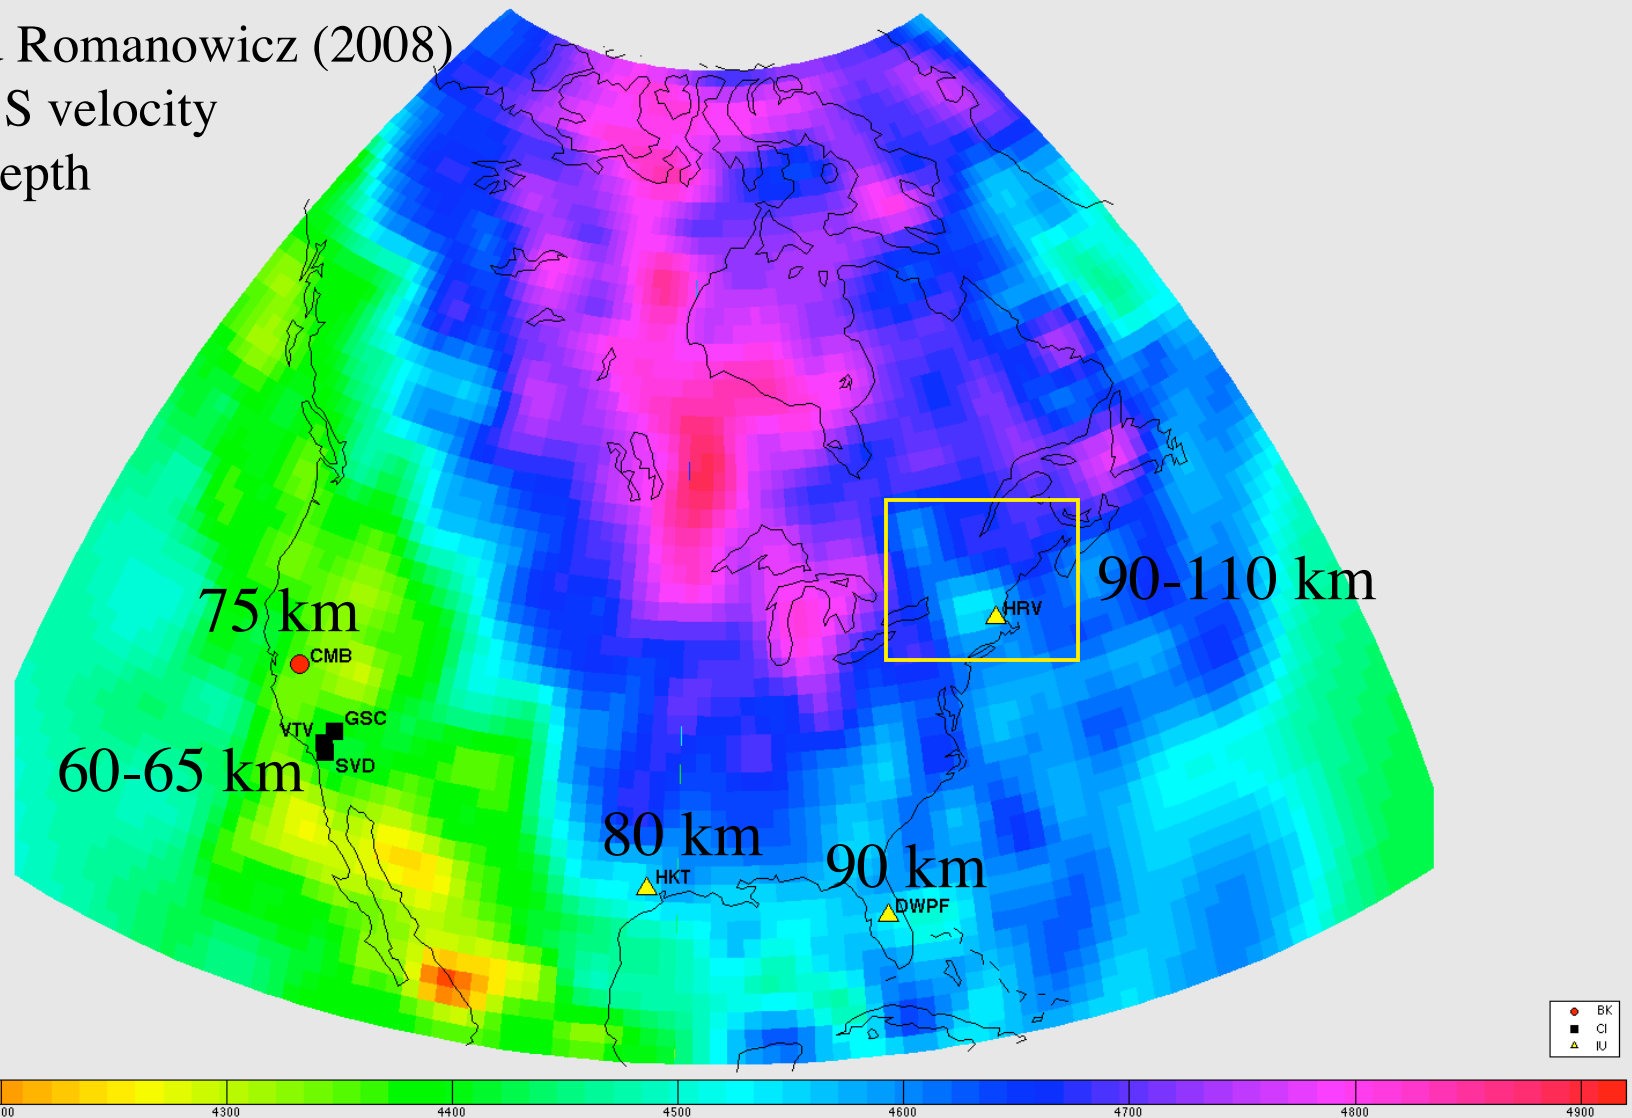 Romanowicz (2008)
S velocity
epth
90-110 km
HRV
75 km
CMB
GSC
VTV
SVD
60-65 km
80 km
HKT
90 km
DWPF
BK
CI
IU
00 4300 4400 4500 4600 4700 4800 4900